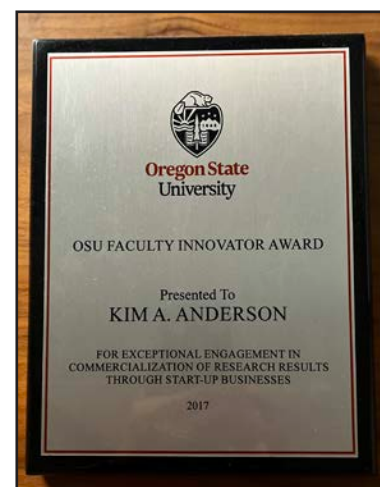 1868
Oregon State
University
OSU FACULTY INNOVATOR AWARD
Presented To
KIM A. ANDERSON
FOR EXCEPTIONAL ENGAGEMENT IN
COMMERCIALIZATION OF RESEARCH RESULTS
THROUGH START-UP BUSINESSES
2017